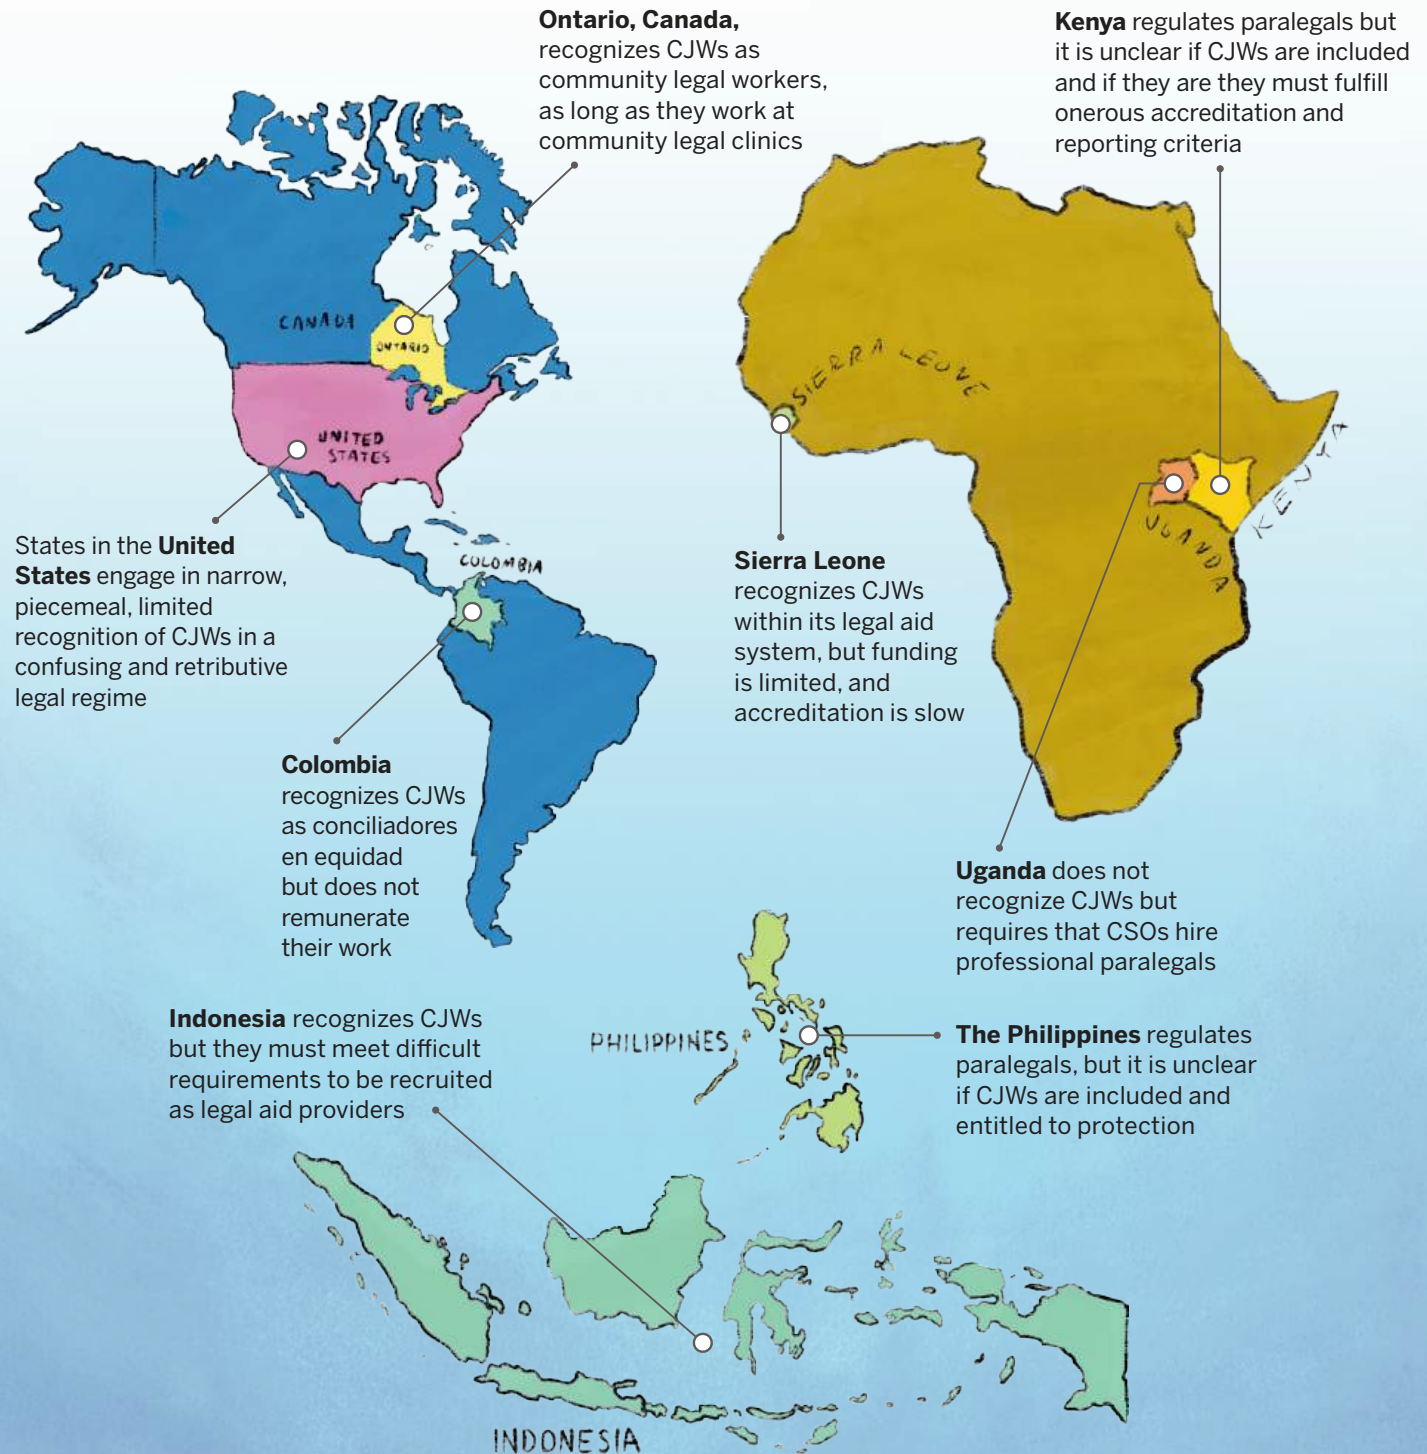 Ontario, Canada,
recognizes CJWs as
community legal workers,
as long as they work at
community legal clinics
Kenya regulates paralegals but
it is unclear if CJWs are included
and if they are they must fulfill
onerous accreditation and
reporting criteria
CANADA
ONTARIO
UNITED
STATES
SIERRA LEONE
KENYA
UGANDA
States in the United
States engage in narrow,
piecemeal, limited
recognition of CJWs in a
confusing and retributive
legal regime
COLOMBIA
Sierra Leone
recognizes CJWs
within its legal aid
system, but funding
is limited, and
accreditation is slow
Colombia
recognizes CJWs
as conciliadores
en equidad
but does not
remunerate
their work
Uganda does not
recognize CJWs but
requires that CSOs hire
professional paralegals
Indonesia recognizes CJWs
but they must meet difficult
requirements to be recruited
as legal aid providers
PHILIPPINES
The Philippines regulates
paralegals, but it is unclear
if CJWs are included and
entitled to protection
INDONESIA